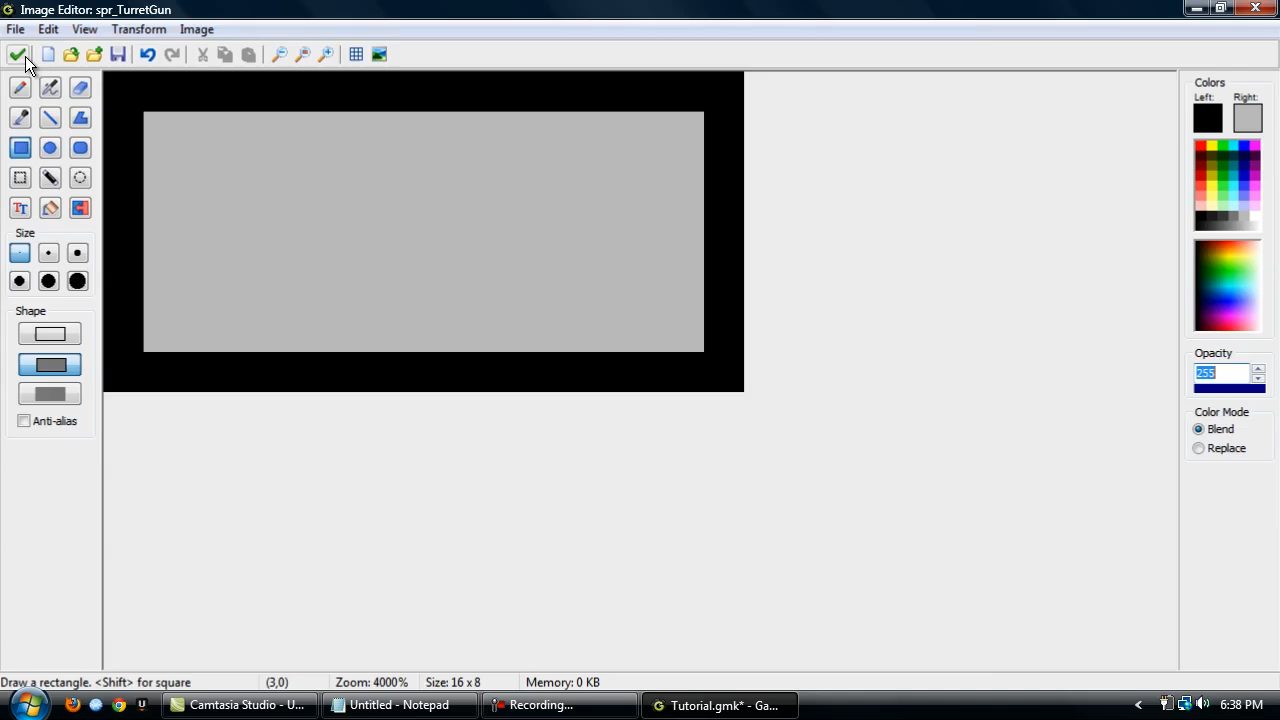 Image Editor: spr_TurretGun
File Edit View Transform Image
Colors
Left: Right:
TT
Size
Shape
Anti-alias
Opacity
255
Color Mode
Blend
Replace
Draw a rectangle. <Shift> for square (3,0) Zoom: 4000% Size: 16 x 8 Memory: 0 KB
Camtasia Studio - U... Untitled - Notepad Recording... Tutorial.gmk* - Ga... 6:38 PM